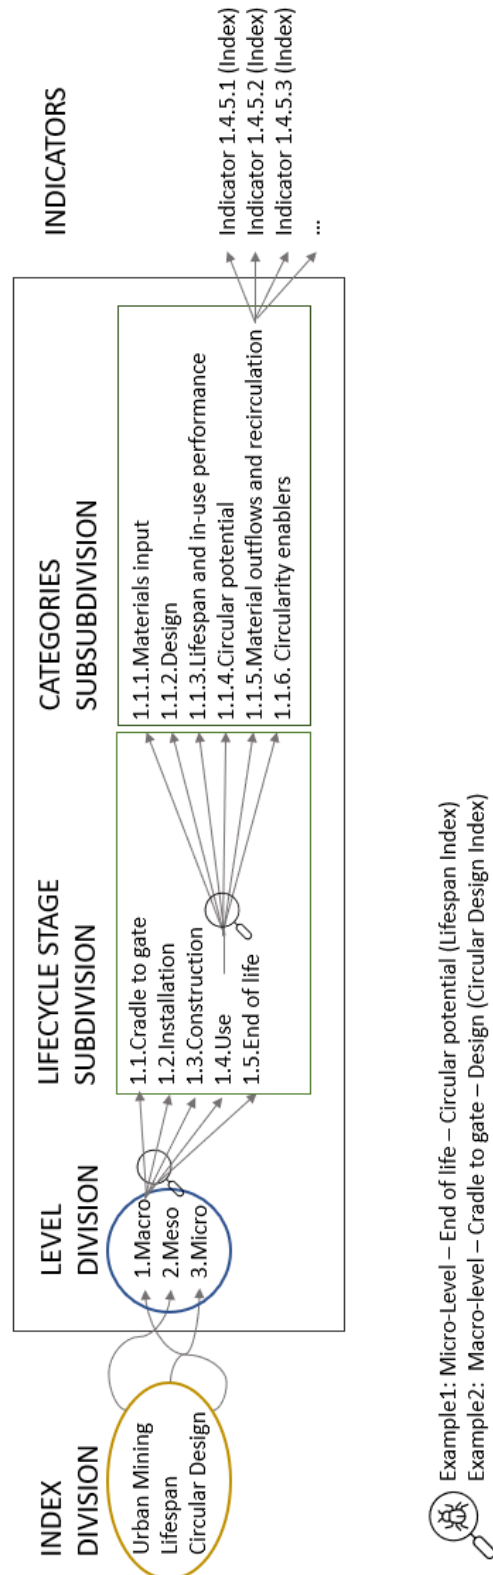 INDEX
DIVISION
Urban Mining
Lifespan
Circular Design
LEVEL
DIVISION
1.Macro
2.Meso
3.Micro
LIFECYCLE STAGE
SUBDIVISION
1.1.Cradle to gate
1.2.Installation
1.3.Construction
1.4.Use
1.5.End of life
CATEGORIES
SUBSUBDIVISION
1.1.1.Materials input
1.1.2.Design
1.1.3.Lifespan and in-use performance
1.1.4.Circular potential
1.1.5.Material outflows and recirculation
1.1.6. Circularity enablers
INDICATORS
Indicator 1.4.5.1 (Index)
Indicator 1.4.5.2 (Index)
Indicator 1.4.5.3 (Index)
...
Example1: Micro-Level – End of life – Circular potential (Lifespan Index)
Example2: Macro-level – Cradle to gate – Design (Circular Design Index)